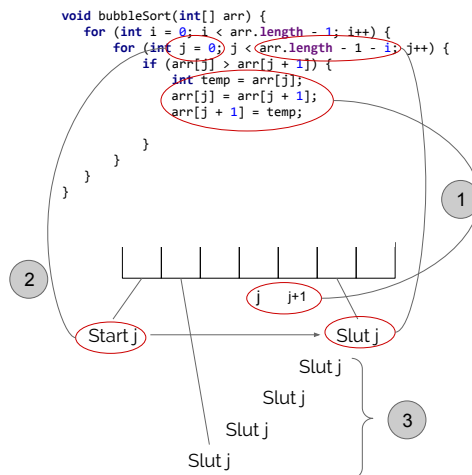 void bubbleSort(int[] arr) {
for (int i = 0; i < arr.length - 1; i++) {
for (int j = 0; j < arr.length - 1 - i; j++) {
if (arr[j] > arr[j + 1]) {
int temp = arr[j];
arr[j] = arr[j + 1];
arr[j + 1] = temp;
}
}
}
}
1
2
j j+1
Start j
Slut j
Slut j
Slut j
3
Slut j
Slut j